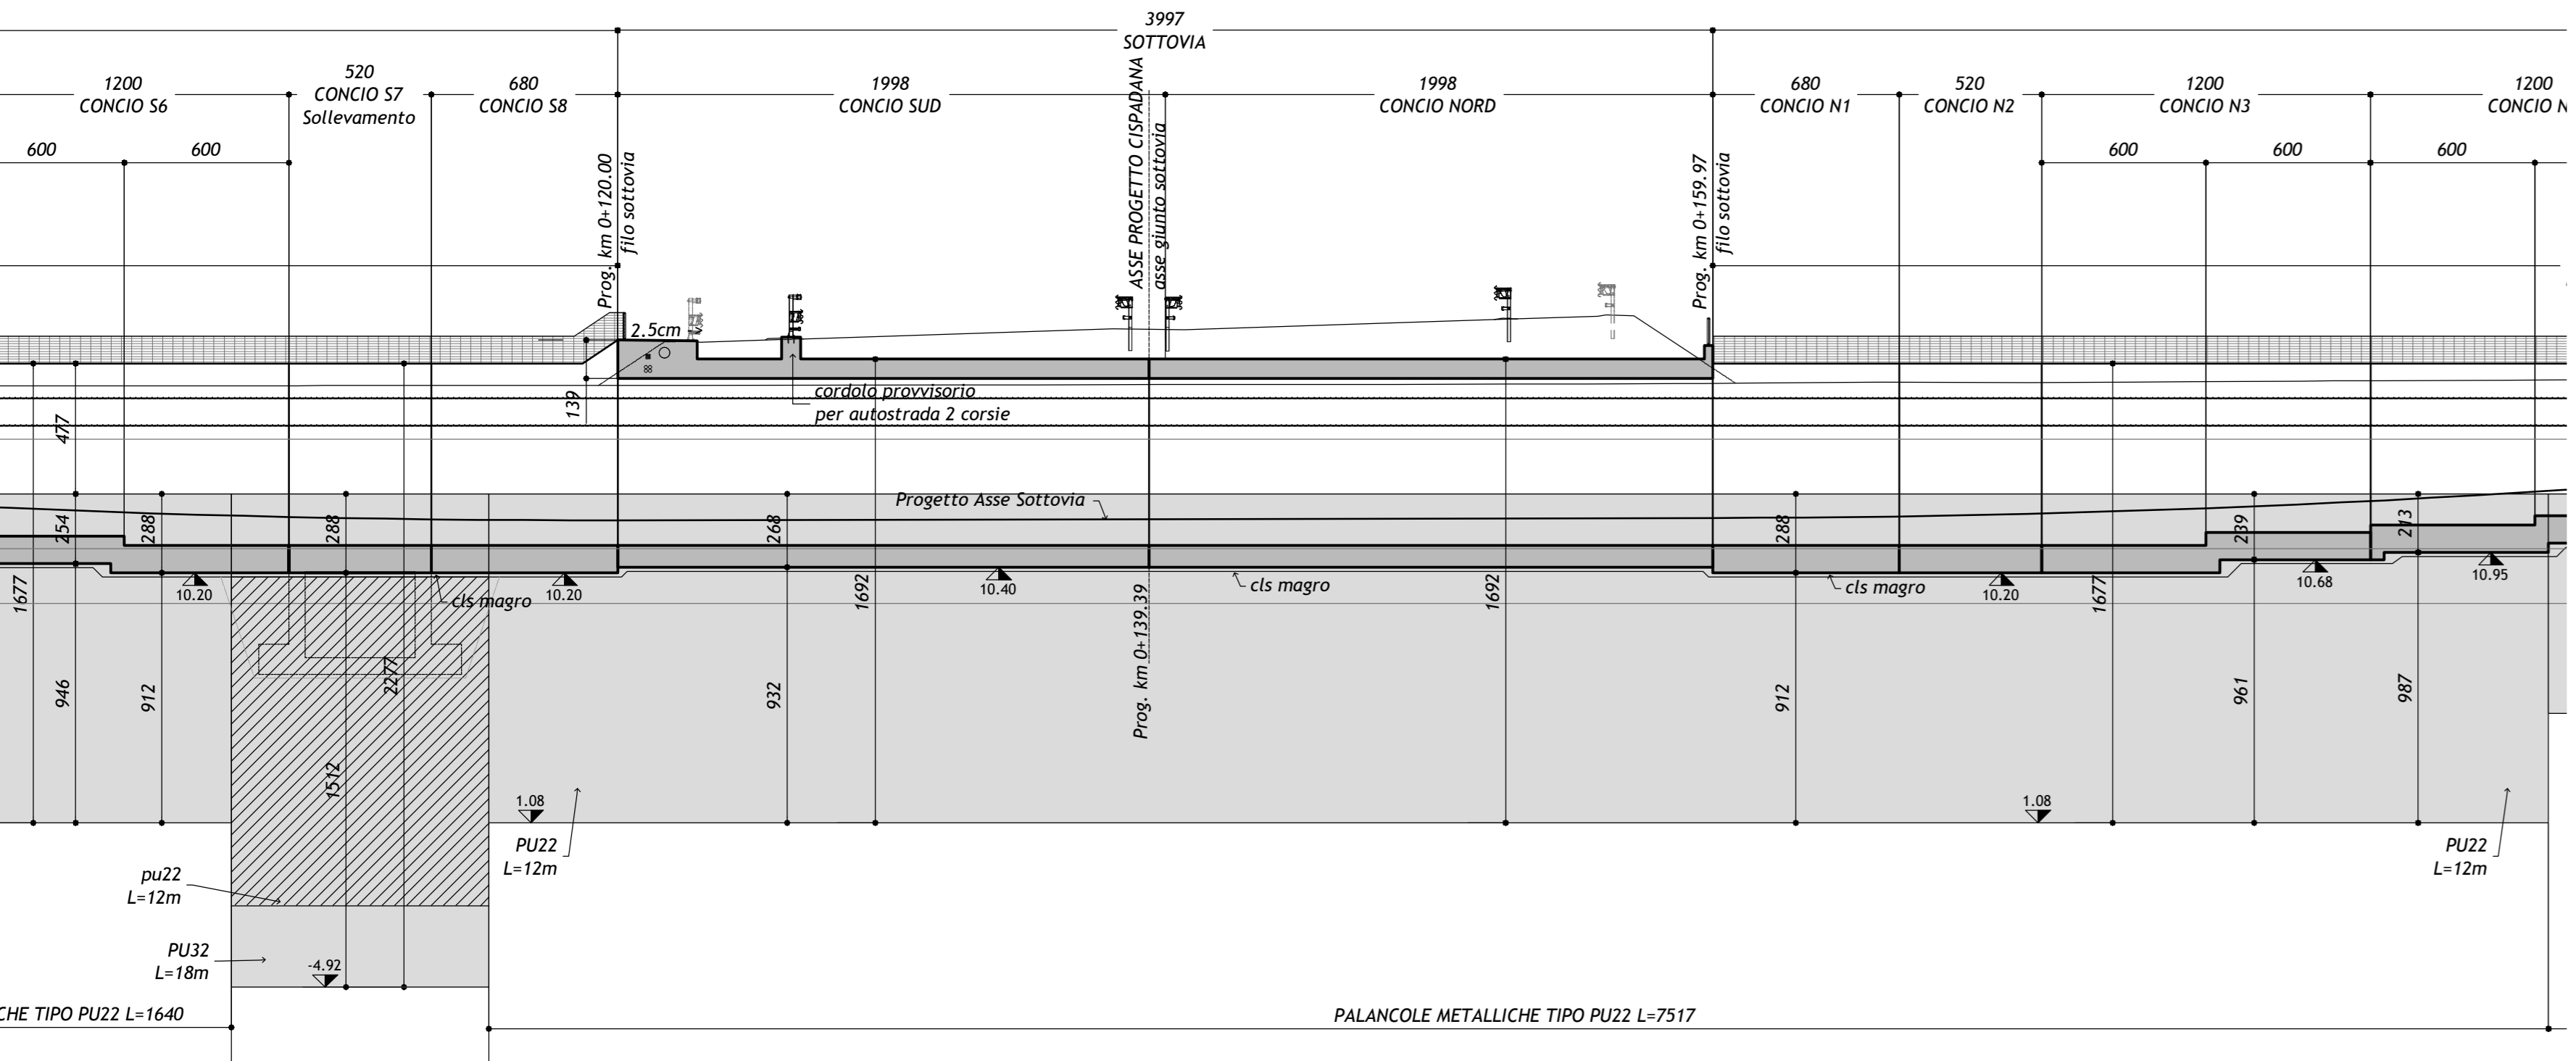 3997
SOTTOVIA
1200
CONCIO S6
520
CONCIO S7
Sollevamento
680
CONCIO S8
1998
CONCIO SUD
1998
CONCIO NORD
680
CONCIO N1
520
CONCIO N2
1200
CONCIO N3
1200
CONCIO N
600
600
600
600
600
Prog. km 0+120.00
filo sottovia
ASSE PROGETTO CISPADANA
asse giunto sottovia
Prog. km 0+159.97
filo sottovia
2.5cm
139
cordolo provvisorio
per autostrada 2 corsie
477
Progetto Asse Sottovia
254
288
288
268
288
239
213
10.20
10.20
10.40
10.20
10.68
10.95
cls magro
cls magro
cls magro
1677
1692
1692
1677
Prog. km 0+139.39
946
912
2277
932
912
961
987
1512
1.08
1.08
PU22
L=12m
PU22
L=12m
pu22
L=12m
PU32
L=18m
-4.92
CHE TIPO PU22 L=1640
PALANCOLE METALLICHE TIPO PU22 L=7517